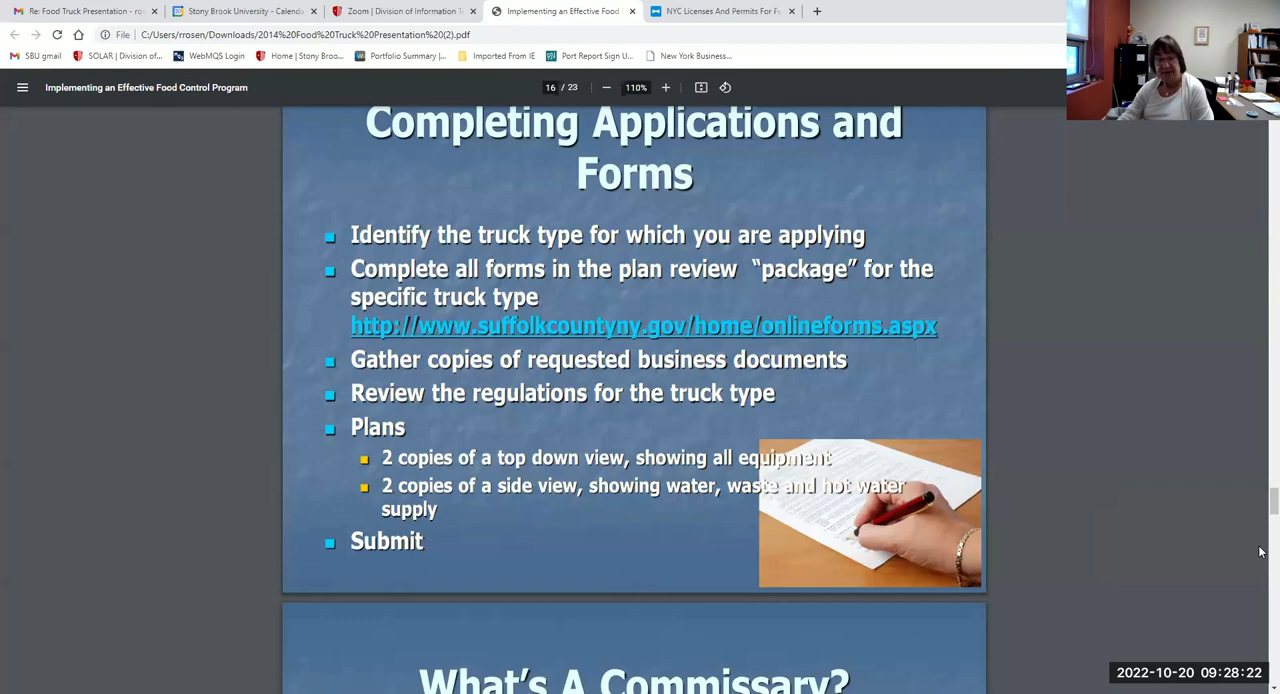 Re: Food Truck Presentation - ro
Stony Brook University - Calenda
Zoom | Division of Information T
Implementing an Effective Food
NYC Licenses And Permits For Fo
File
C:/Users/rrosen/Downloads/2014%20Food%20Truck%20Presentation%20(2).pdf
SBU gmail
SOLAR | Division of...
WebMQS Login
Home | Stony Broo...
Portfolio Summary |...
Imported From IE
Port Report Sign U...
New York Business...
Implementing an Effective Food Control Program
16 / 23
110%
Completing Applications and
Forms
Identify the truck type for which you are applying
Complete all forms in the plan review "package" for the
specific truck type
http://www.suffolkcountyny.gov/home/onlineforms.aspx
Gather copies of requested business documents
Review the regulations for the truck type
Plans
2 copies of a top down view, showing all equipment
2 copies of a side view, showing water, waste and hot water
supply
Submit
What's A Commissary?
2022-10-20 09:28:22